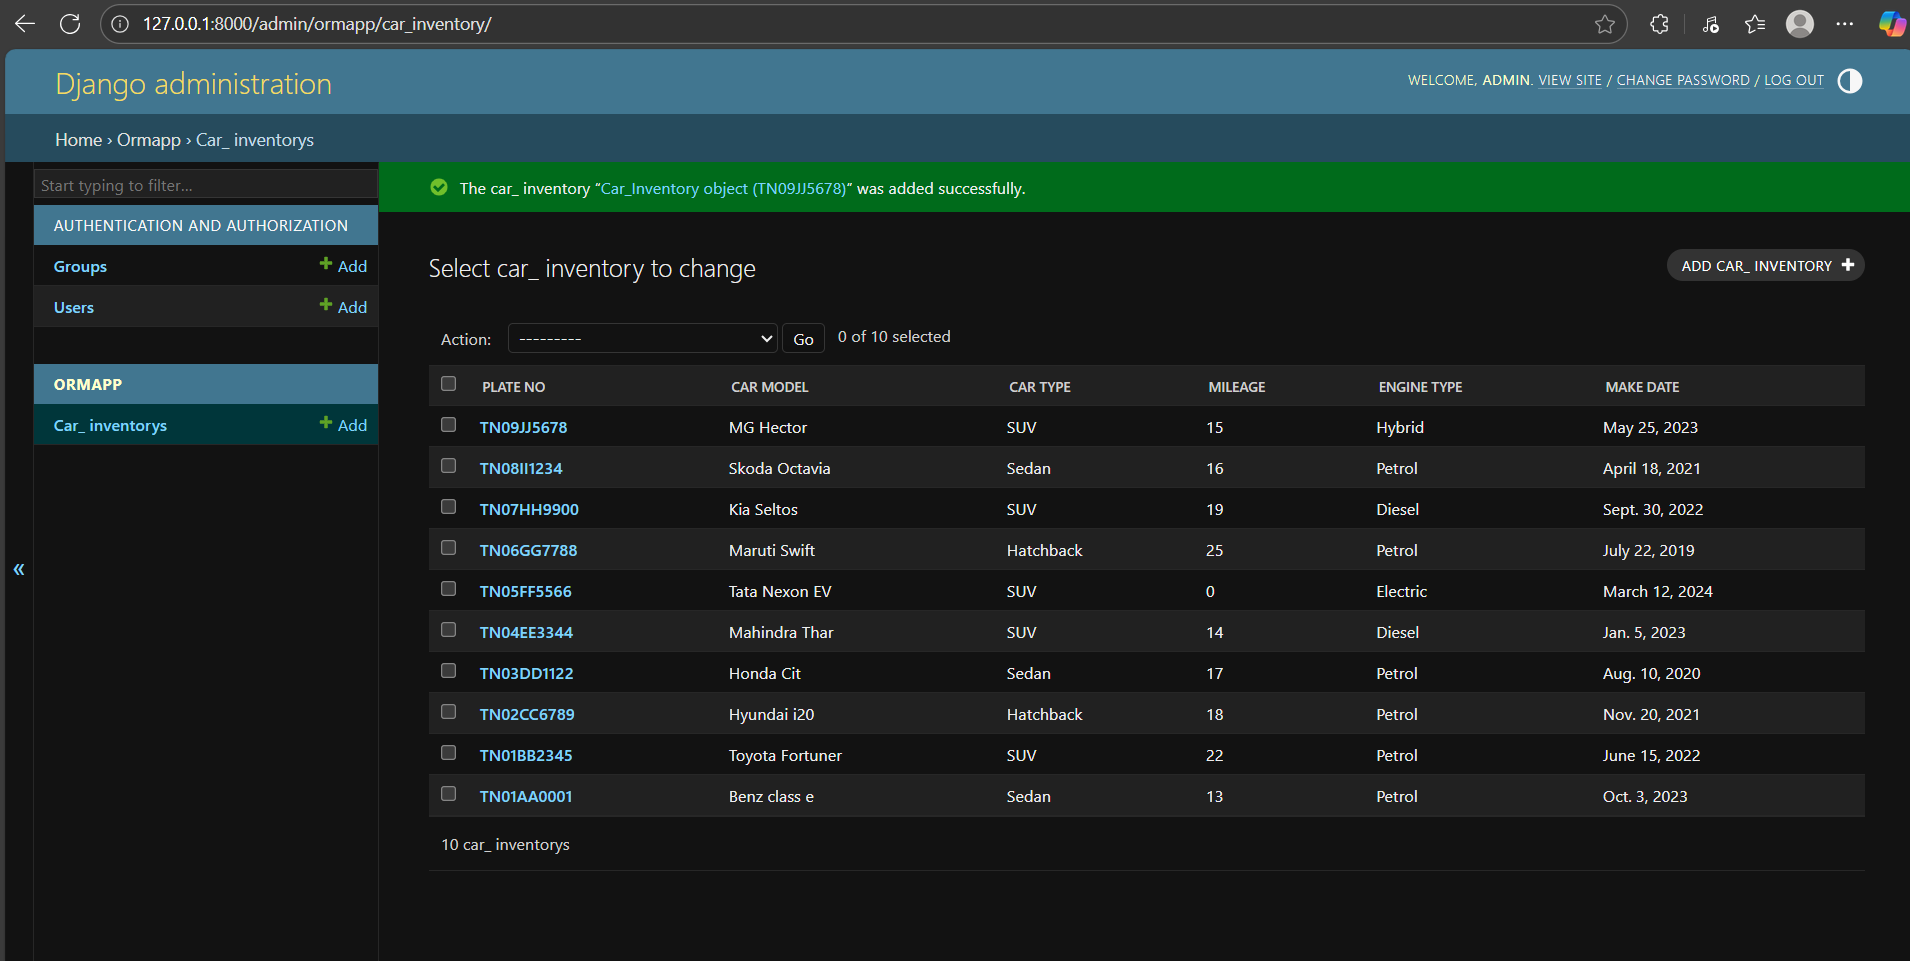 127.0.0.1:8000/admin/ormapp/car_inventory/
Django administration
WELCOME, ADMIN. VIEW SITE / CHANGE PASSWORD / LOG OUT
Home › Ormapp › Car_ inventorys
Start typing to filter...
AUTHENTICATION AND AUTHORIZATION
Groups + Add
Users + Add
ORMAPP
Car_ inventorys + Add
«
The car_ inventory “Car_Inventory object (TN09JJ5678)” was added successfully.
Select car_ inventory to change
ADD CAR_ INVENTORY +
Action: --------- Go 0 of 10 selected
PLATE NO CAR MODEL CAR TYPE MILEAGE ENGINE TYPE MAKE DATE
TN09JJ5678 MG Hector SUV 15 Hybrid May 25, 2023
TN08II1234 Skoda Octavia Sedan 16 Petrol April 18, 2021
TN07HH9900 Kia Seltos SUV 19 Diesel Sept. 30, 2022
TN06GG7788 Maruti Swift Hatchback 25 Petrol July 22, 2019
TN05FF5566 Tata Nexon EV SUV 0 Electric March 12, 2024
TN04EE3344 Mahindra Thar SUV 14 Diesel Jan. 5, 2023
TN03DD1122 Honda Cit Sedan 17 Petrol Aug. 10, 2020
TN02CC6789 Hyundai i20 Hatchback 18 Petrol Nov. 20, 2021
TN01BB2345 Toyota Fortuner SUV 22 Petrol June 15, 2022
TN01AA0001 Benz class e Sedan 13 Petrol Oct. 3, 2023
10 car_ inventorys